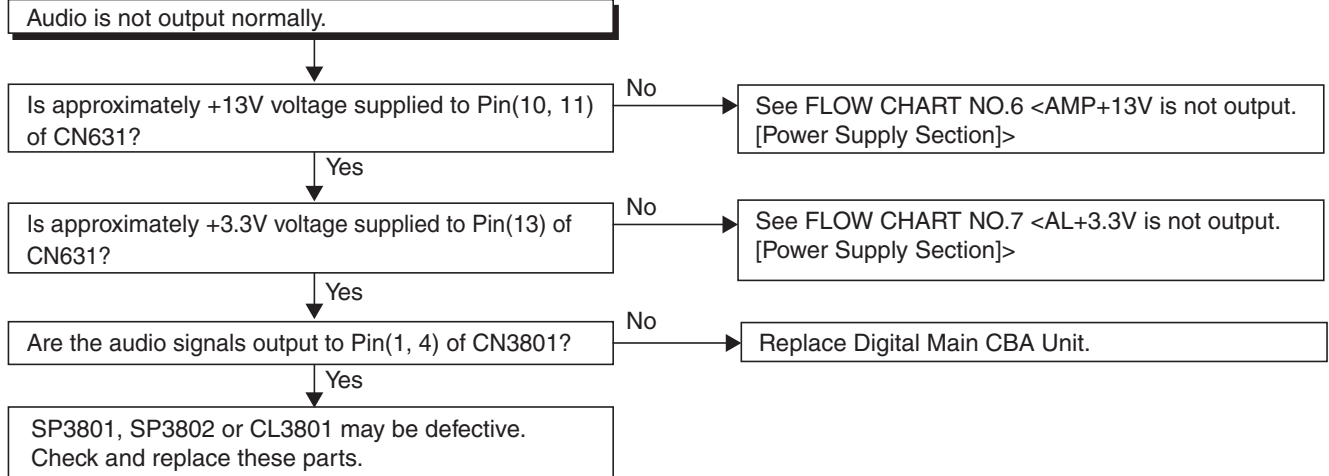 Audio is not output normally.
Is approximately +13V voltage supplied to Pin(10, 11)
of CN631?
No
See FLOW CHART NO.6 <AMP+13V is not output.
[Power Supply Section]>
Yes
Is approximately +3.3V voltage supplied to Pin(13) of
CN631?
No
See FLOW CHART NO.7 <AL+3.3V is not output.
[Power Supply Section]>
Yes
Are the audio signals output to Pin(1, 4) of CN3801?
No
Replace Digital Main CBA Unit.
Yes
SP3801, SP3802 or CL3801 may be defective.
Check and replace these parts.